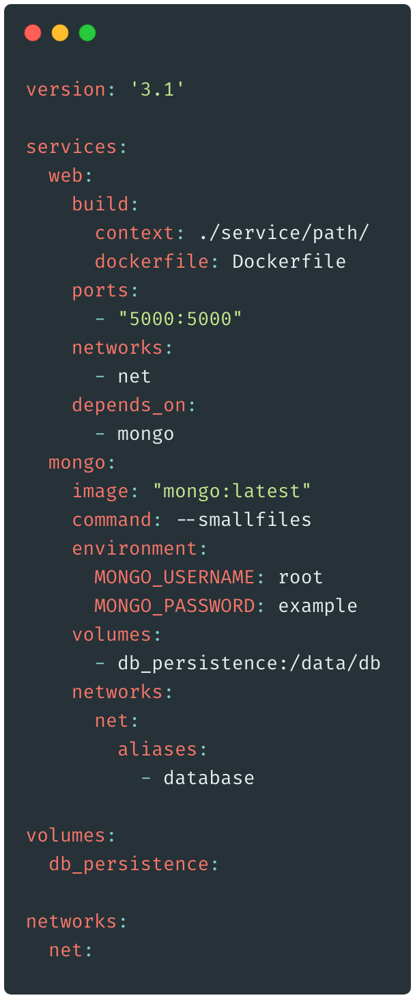 version: '3.1'

services:
  web:
    build:
      context: ./service/path/
      dockerfile: Dockerfile
    ports:
      - "5000:5000"
    networks:
      - net
    depends_on:
      - mongo
  mongo:
    image: "mongo:latest"
    command: --smallfiles
    environment:
      MONGO_USERNAME: root
      MONGO_PASSWORD: example
    volumes:
      - db_persistence:/data/db
    networks:
      net:
        aliases:
          - database

volumes:
  db_persistence:

networks:
  net: